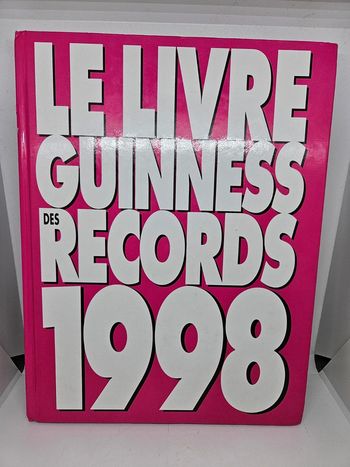 LE LIVRE
GUINNESS
DES RECORDS
1998